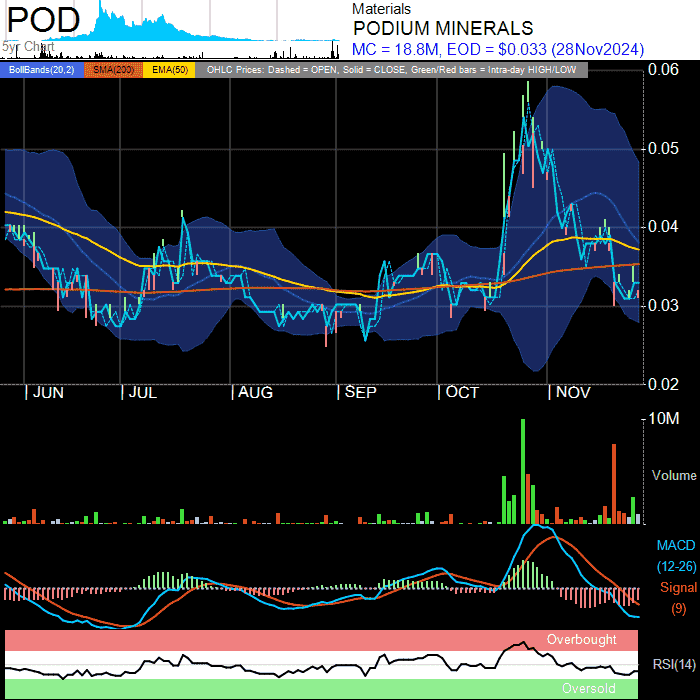 POD
5yr Chart
Materials
PODIUM MINERALS
MC = 18.8M, EOD = $0.033 (28Nov2024)
BollBands(20,2) SMA(200) EMA(50) OHLC Prices: Dashed = OPEN, Solid = CLOSE, Green/Red bars = Intra-day HIGH/LOW
0.06
0.05
0.04
0.03
0.02
JUN JUL AUG SEP OCT NOV
10M
Volume
MACD
(12-26)
Signal
(9)
Overbought
RSI(14)
Oversold